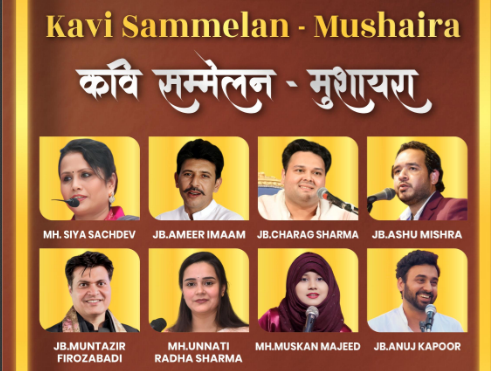 Kavi Sammelan - Mushaira
कवि सम्मेलन - मुशायरा
MH. SIYA SACHDEV
JB.AMEER IMAAM
JB.CHARAG SHARMA
JB.ASHU MISHRA
JB.MUNTAZIR
FIROZABADI
MH.UNNATI
RADHA SHARMA
MH.MUSKAN MAJEED
JB.ANUJ KAPOOR